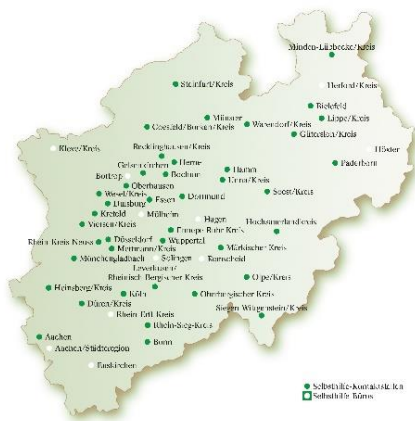 Minden-Lübbecke/Kreis
Steinfurt/Kreis
Herford/Kreis
Bielefeld
Münster
Lippe/Kreis
Coesfeld/Borken/Kreis
Warendorf/Kreis
Gütersloh/Kreis
Kleve/Kreis
Höxter
Recklinghausen/Kreis
Herne
Paderborn
Gelsenkirchen
Hamm
Bottrop
Bochum
Unna/Kreis
Oberhausen
Soest/Kreis
Wesel/Kreis
Essen
Dortmund
Duisburg
Krefeld
Mülheim
Hagen
Viersen/Kreis
Ennepe-Ruhr-Kreis
Hochsauerlandkreis
Rhein-Kreis Neuss
Düsseldorf
Wuppertal
Mettmann/Kreis
Märkischer Kreis
Mönchengladbach
Solingen
Remscheid
Leverkusen/
Rheinisch-Bergischer Kreis
Olpe/Kreis
Heinsberg/Kreis
Köln
Oberbergischer Kreis
Düren/Kreis
Siegen-Wittgenstein/Kreis
Rhein-Erft-Kreis
Rhein-Sieg-Kreis
Aachen
Bonn
Aachen/Städteregion
Euskirchen
Selbsthilfe-Kontaktstellen
Selbsthilfe-Büros